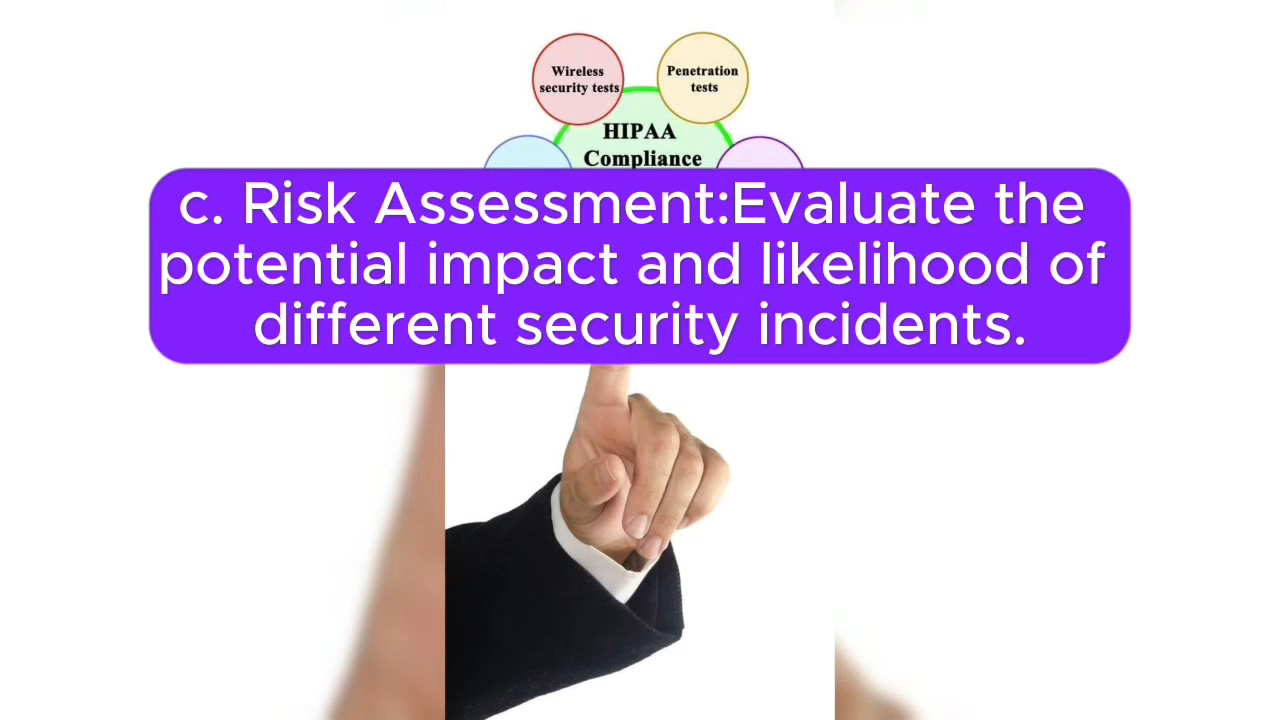 Wireless
security tests
Penetration
tests
HIPAA
Compliance
c. Risk Assessment:Evaluate the
potential impact and likelihood of
different security incidents.